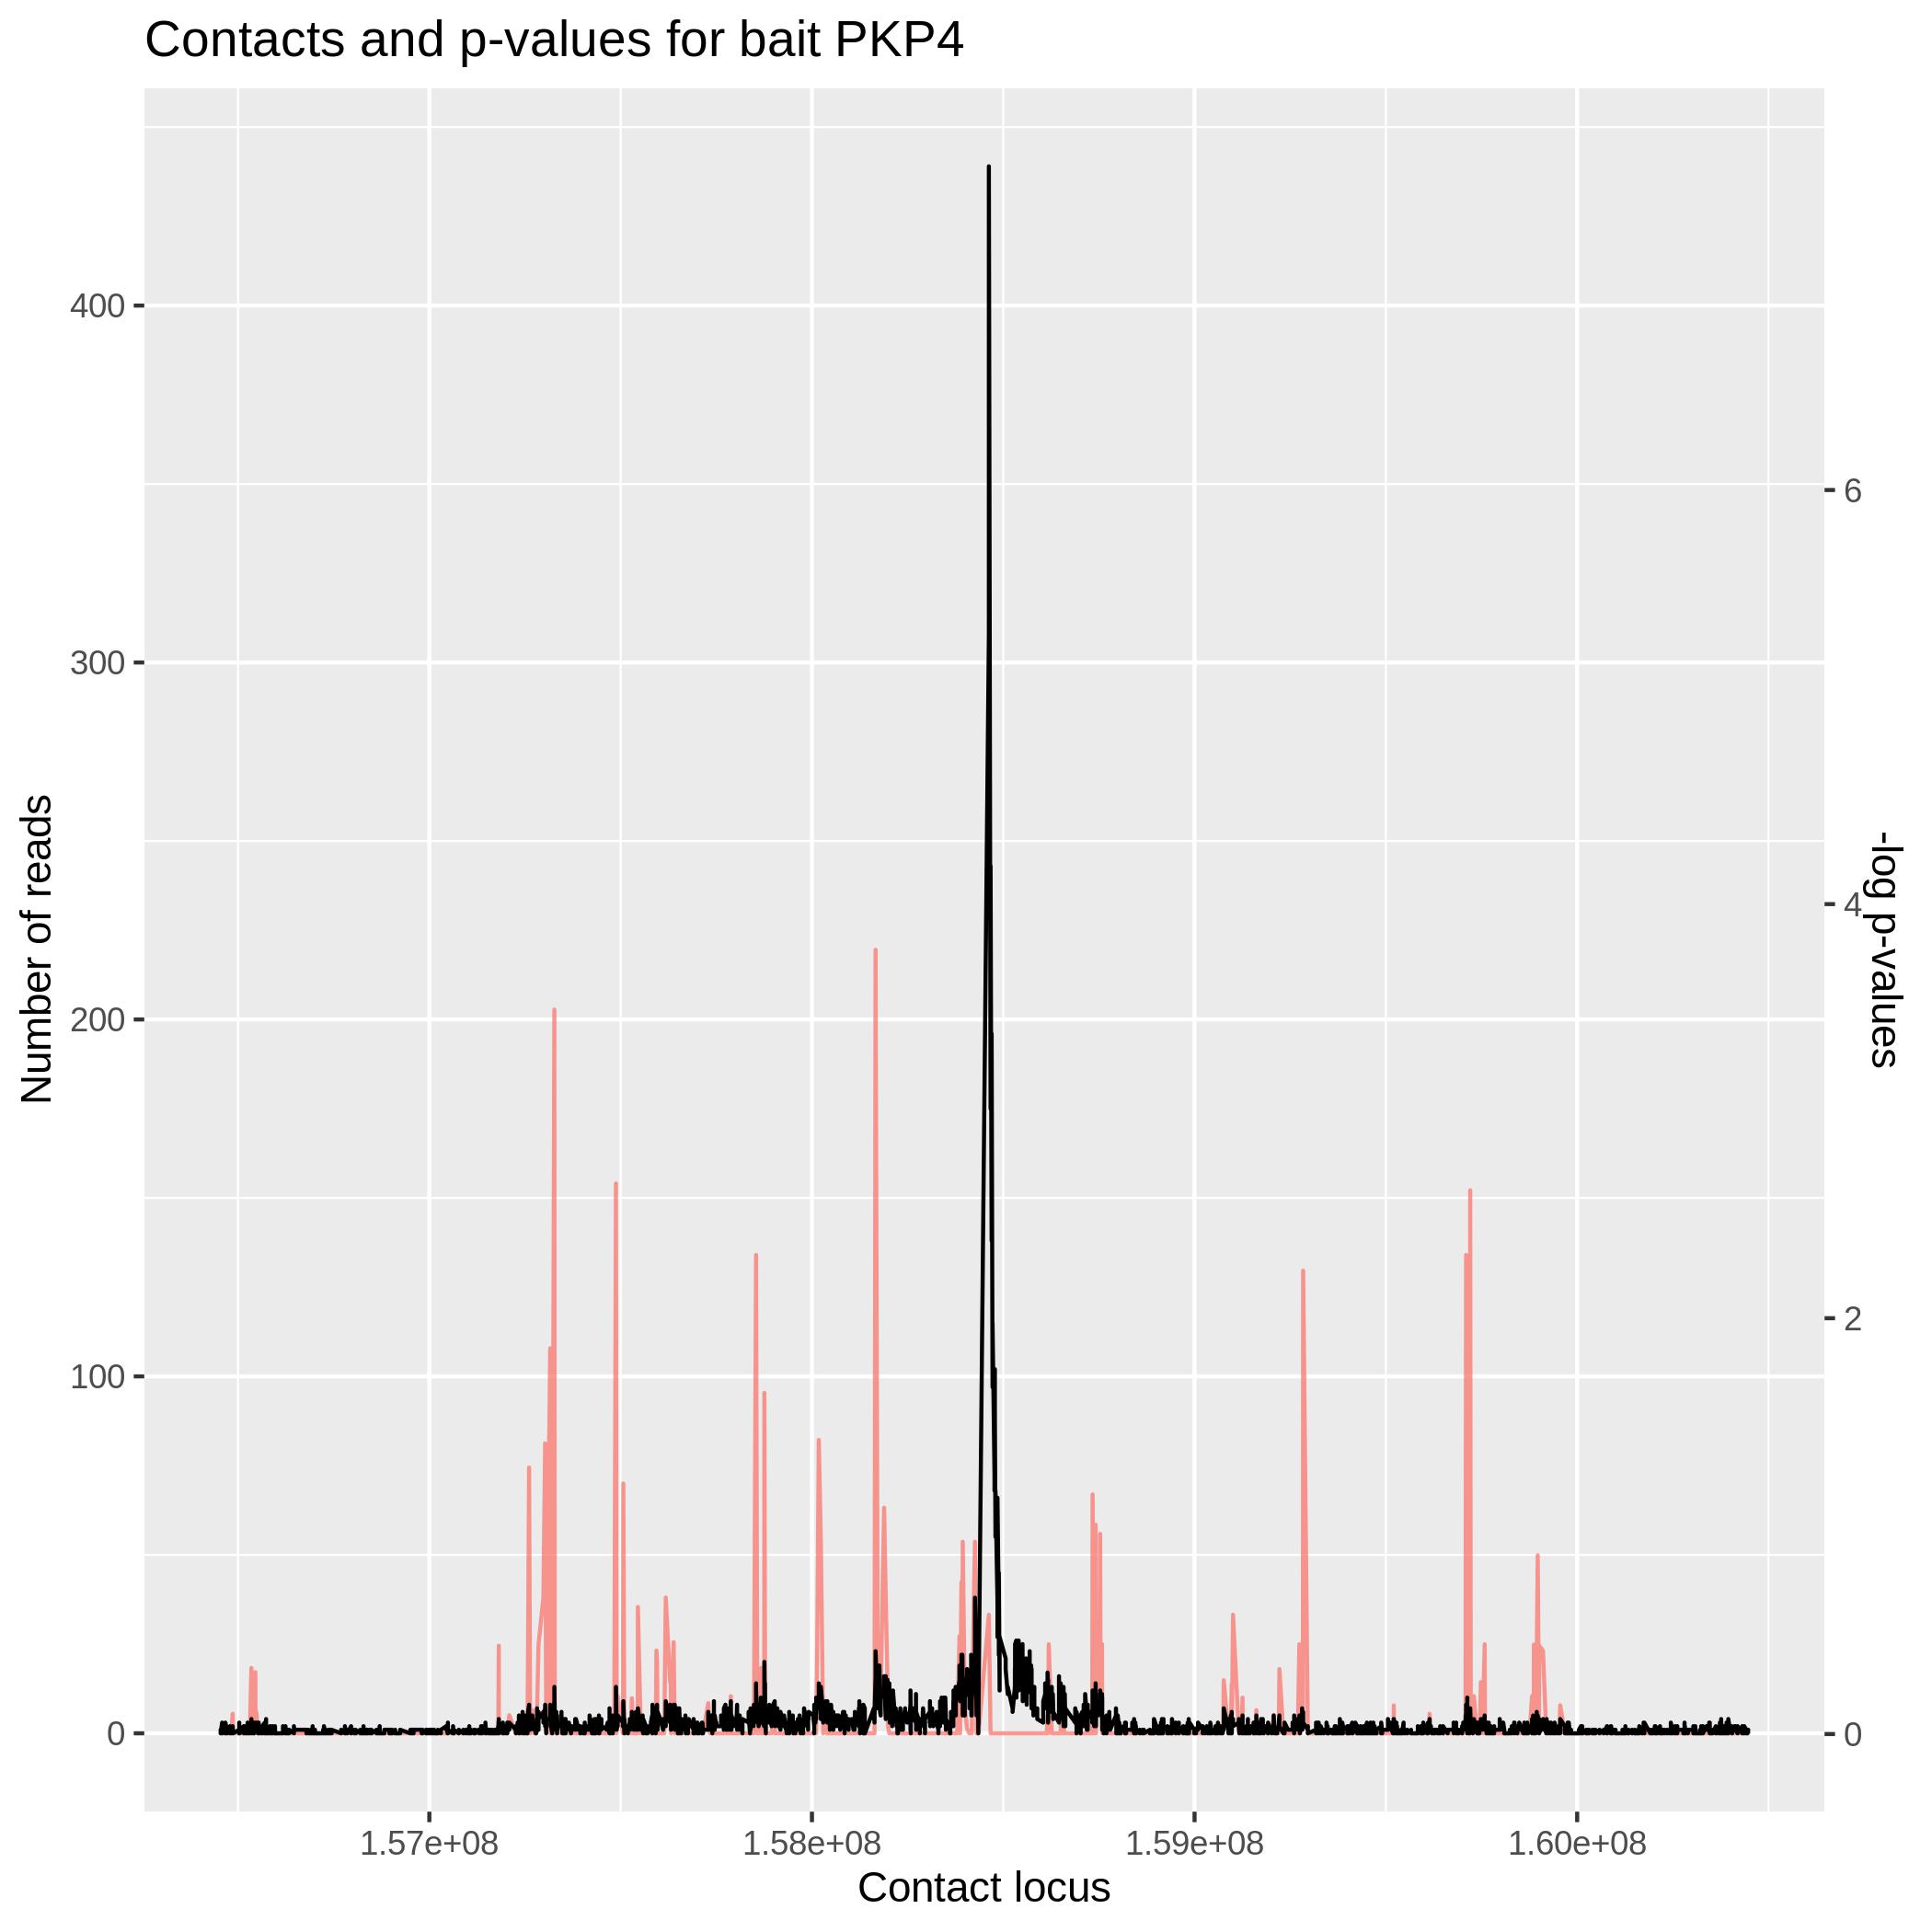 Contacts and p-values for bait PKP4
Number of reads
400
300
200
100
0
6
4
2
0
-log p-values
1.57e+08
1.58e+08
1.59e+08
1.60e+08
Contact locus